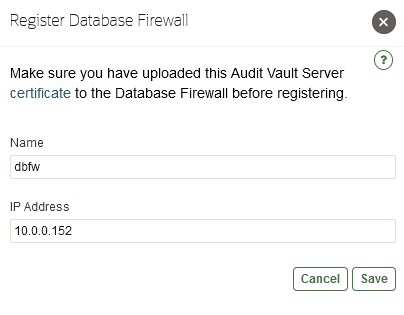 Register Database Firewall
?
Make sure you have uploaded this Audit Vault Server
certificate to the Database Firewall before registering.
Name
dbfw
IP Address
10.0.0.152
Cancel Save